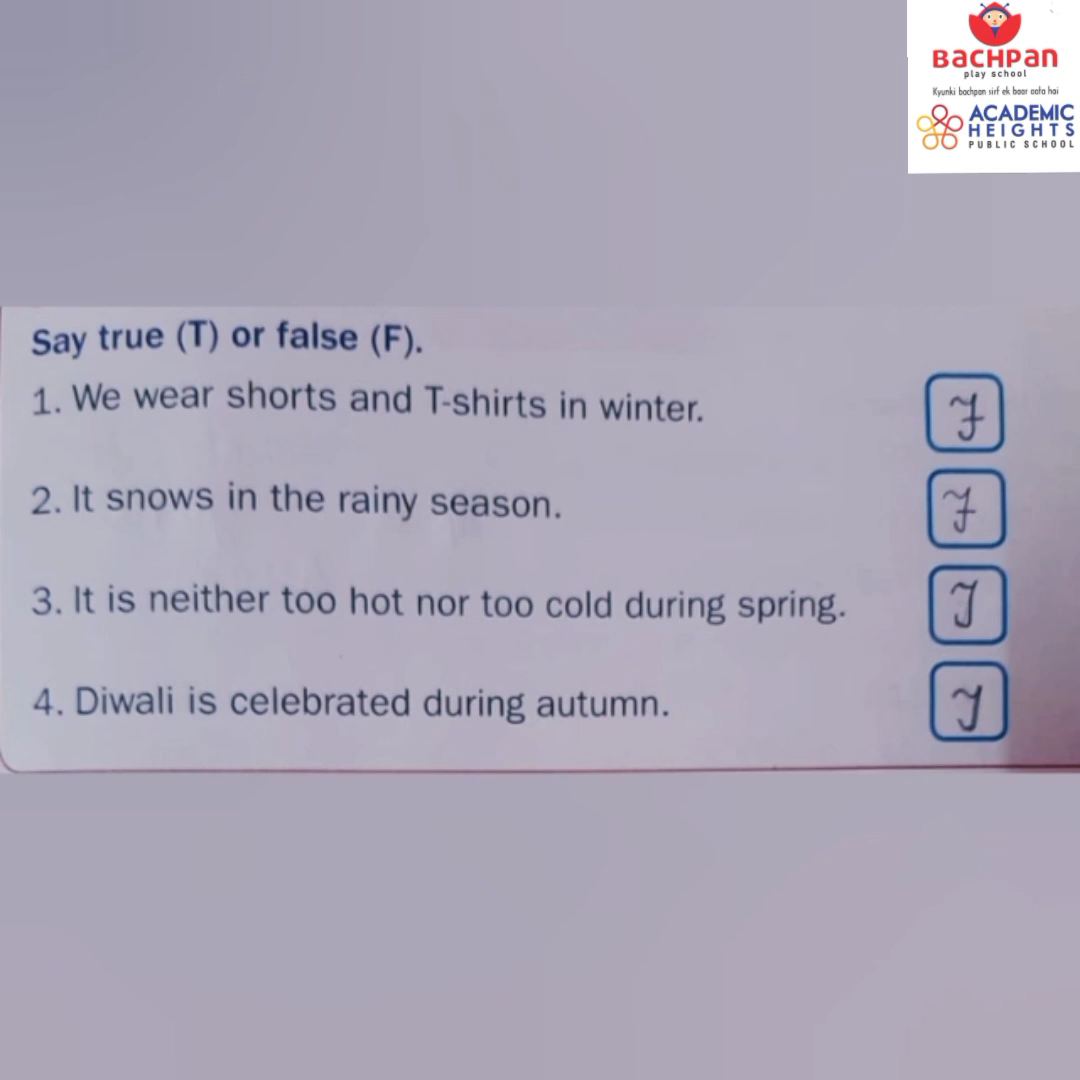 BACHPAN
play school
Kyunki bachpan sirf ek baar aata hai
ACADEMIC
HEIGHTS
PUBLIC SCHOOL
Say true (T) or false (F).
1. We wear shorts and T-shirts in winter. F
2. It snows in the rainy season. F
3. It is neither too hot nor too cold during spring. T
4. Diwali is celebrated during autumn. T